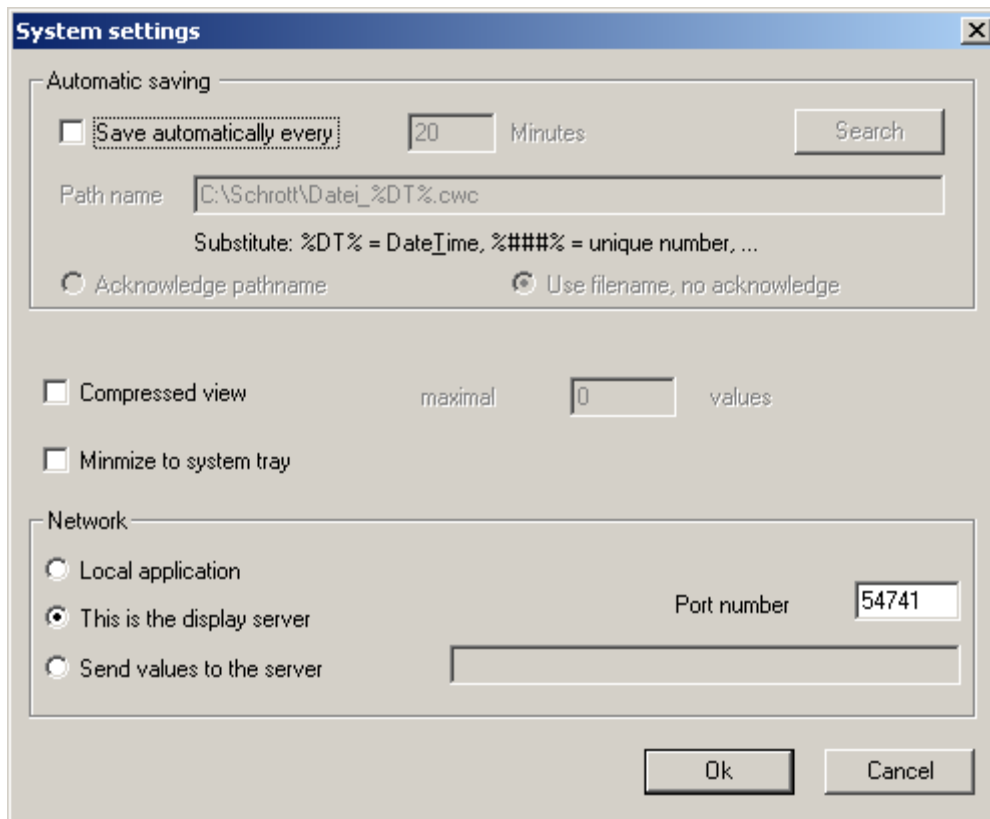 System settings
Automatic saving
Save automatically every 20 Minutes Search
Path name C:\Schrott\Datei_%DT%.cwc
Substitute: %DT% = DateTime, %###% = unique number, ...
Acknowledge pathname Use filename, no acknowledge
Compressed view maximal 0 values
Minmize to system tray
Network
Local application
Port number 54741
This is the display server
Send values to the server
Ok Cancel